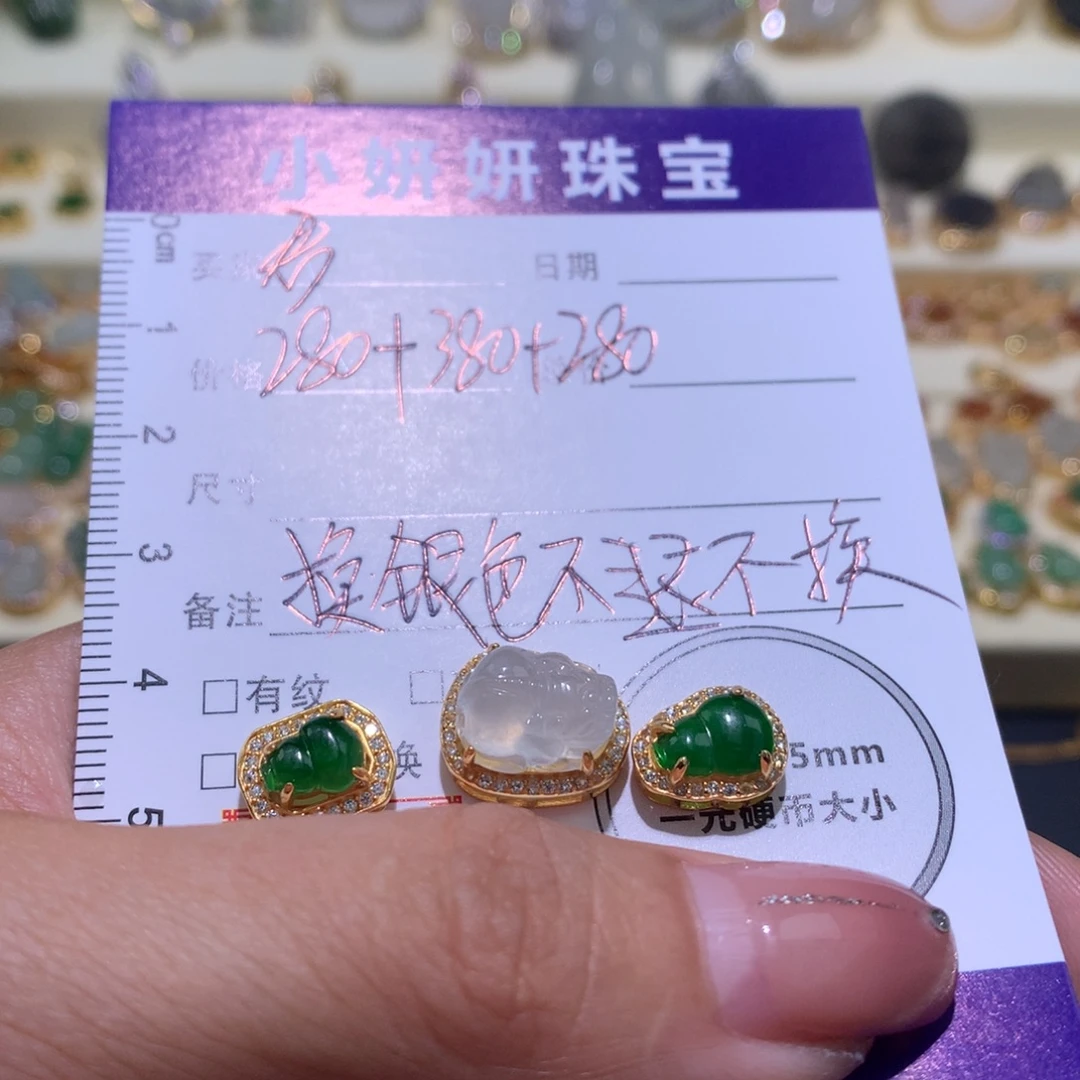 小妍妍珠宝
0cm
日期
280+380+280
价格
尺寸
1
2
3
4
5
换银色不退不换
备注
□有纹
□
□ 换
5mm
一元硬币大小